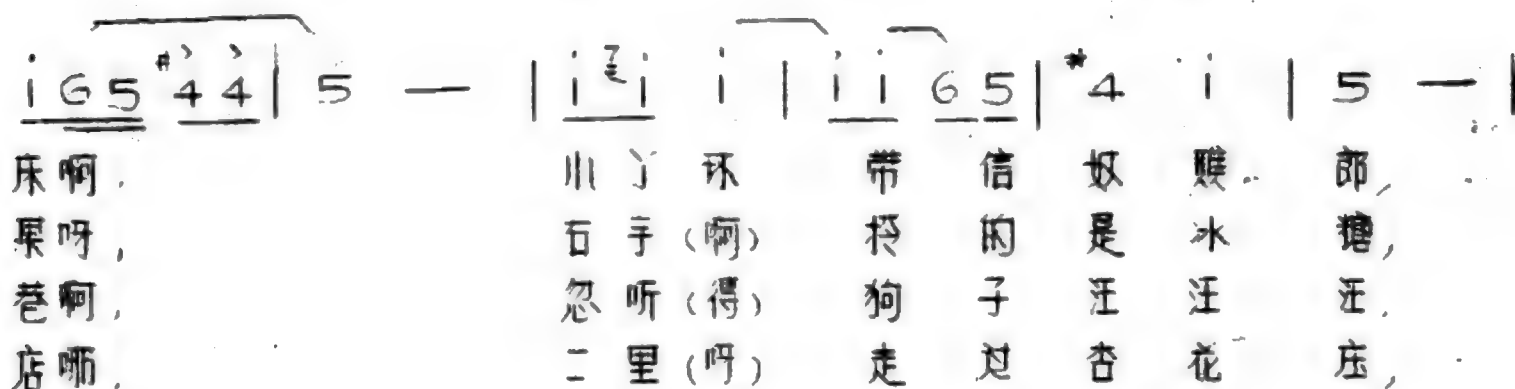 i 6 5 #4 4 | 5 — | i i i | i i 6 5 | #4 i | 5 — |
床啊, 小丫环 带信奴 郎,
果呀, 右手(啊) 拎的是冰糖,
巷啊, 忽听(得) 狗子汪汪汪,
店哪, 二里(呀) 走过杏花庄,